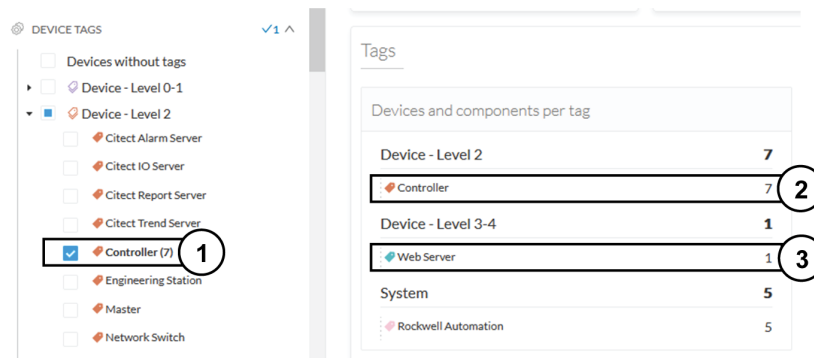 DEVICE TAGS
1
Devices without tags
Device - Level 0-1
Device - Level 2
Citect Alarm Server
Citect IO Server
Citect Report Server
Citect Trend Server
Controller (7)
1
Engineering Station
Master
Network Switch
Tags
Devices and components per tag
Device - Level 2 7
Controller 7
2
Device - Level 3-4 1
Web Server 1
3
System 5
Rockwell Automation 5